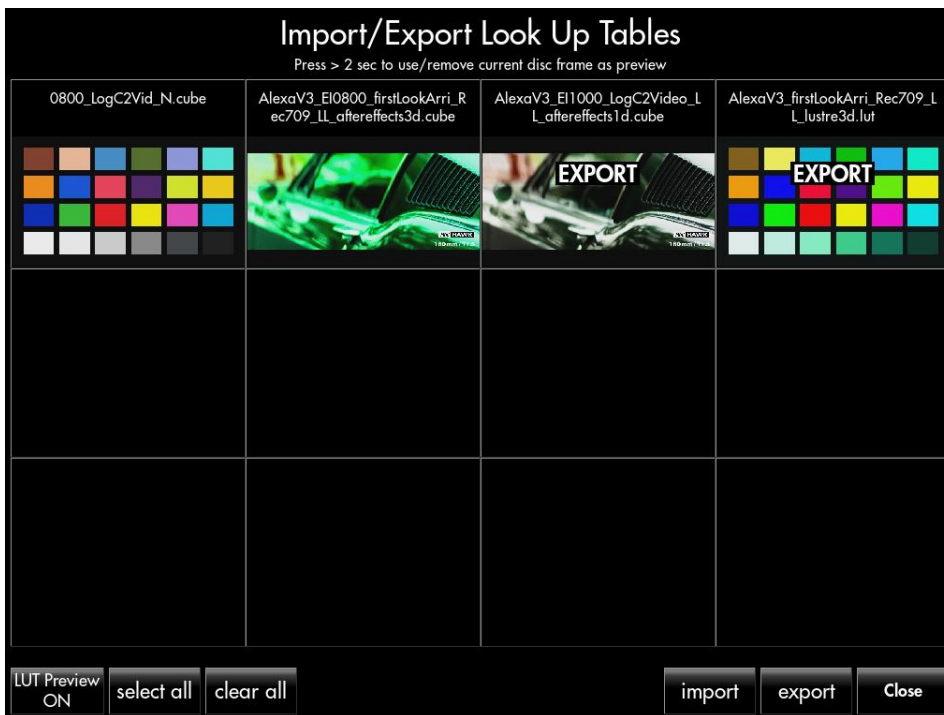 Import/Export Look Up Tables
Press > 2 sec to use/remove current disc frame as preview
0800_LogC2Vid_N.cube
AlexaV3_EI0800_firstLookArri_R
ec709_LL_aftereffects3d.cube
AlexaV3_EI1000_LogC2Video_L
L_aftereffects1d.cube
AlexaV3_firstLookArri_Rec709_L
L_lustre3d.lut
EXPORT
EXPORT
HAWK
HAWK
LUT Preview
ON
select all
clear all
import
export
Close